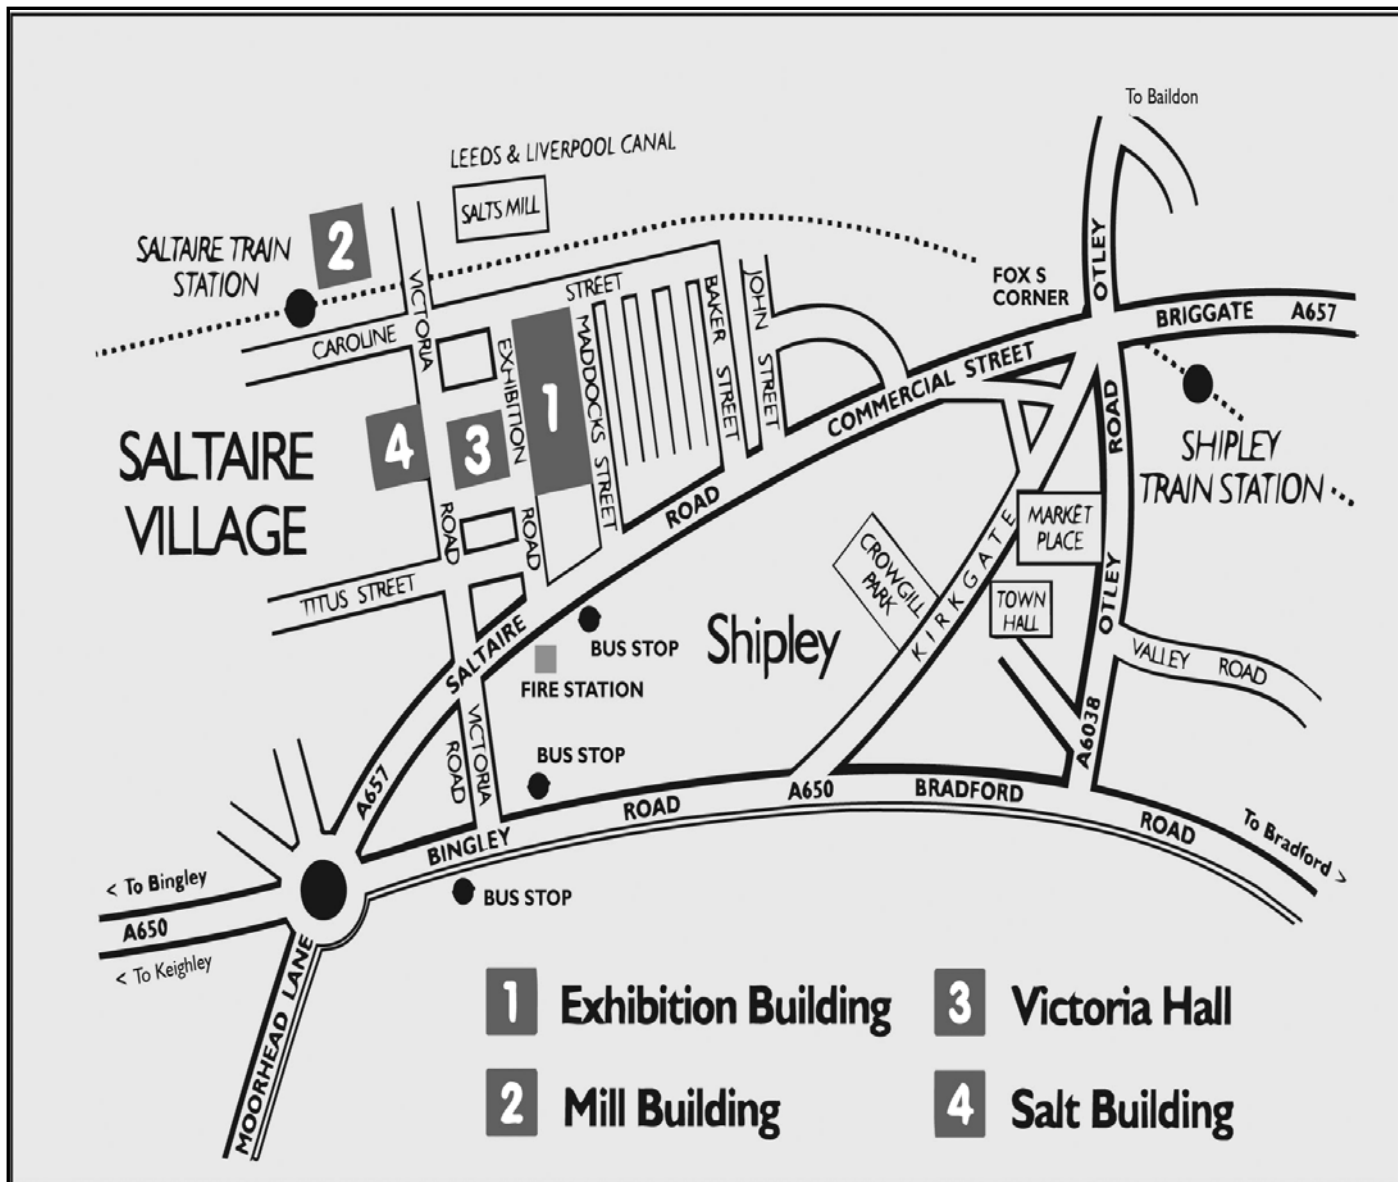 To Baildon
LEEDS & LIVERPOOL CANAL
SALTS MILL
2
SALTAIRE TRAIN
STATION
VICTORIA
STREET
CAROLINE
EXHIBITION
1
MADDOCKS STREET
BAKER STREET
JOHN STREET
FOX S
CORNER
OTLEY
BRIGGATE A657
COMMERCIAL STREET
ROAD
SHIPLEY
TRAIN STATION
SALTAIRE
VILLAGE
4
3
ROAD
ROAD
ROAD
MARKET
PLACE
KIRKGATE
CROWGILL
PARK
TOWN
HALL
OTLEY
VALLEY ROAD
TITUS STREET
SALTAIRE
BUS STOP
Shipley
FIRE STATION
VICTORIA
ROAD
BUS STOP
A657
A6038
BINGLEY
ROAD
A650
BRADFORD
ROAD
To Bradford >
< To Bingley
A650
< To Keighley
BUS STOP
MOORHEAD LANE
1 Exhibition Building
3 Victoria Hall
2 Mill Building
4 Salt Building